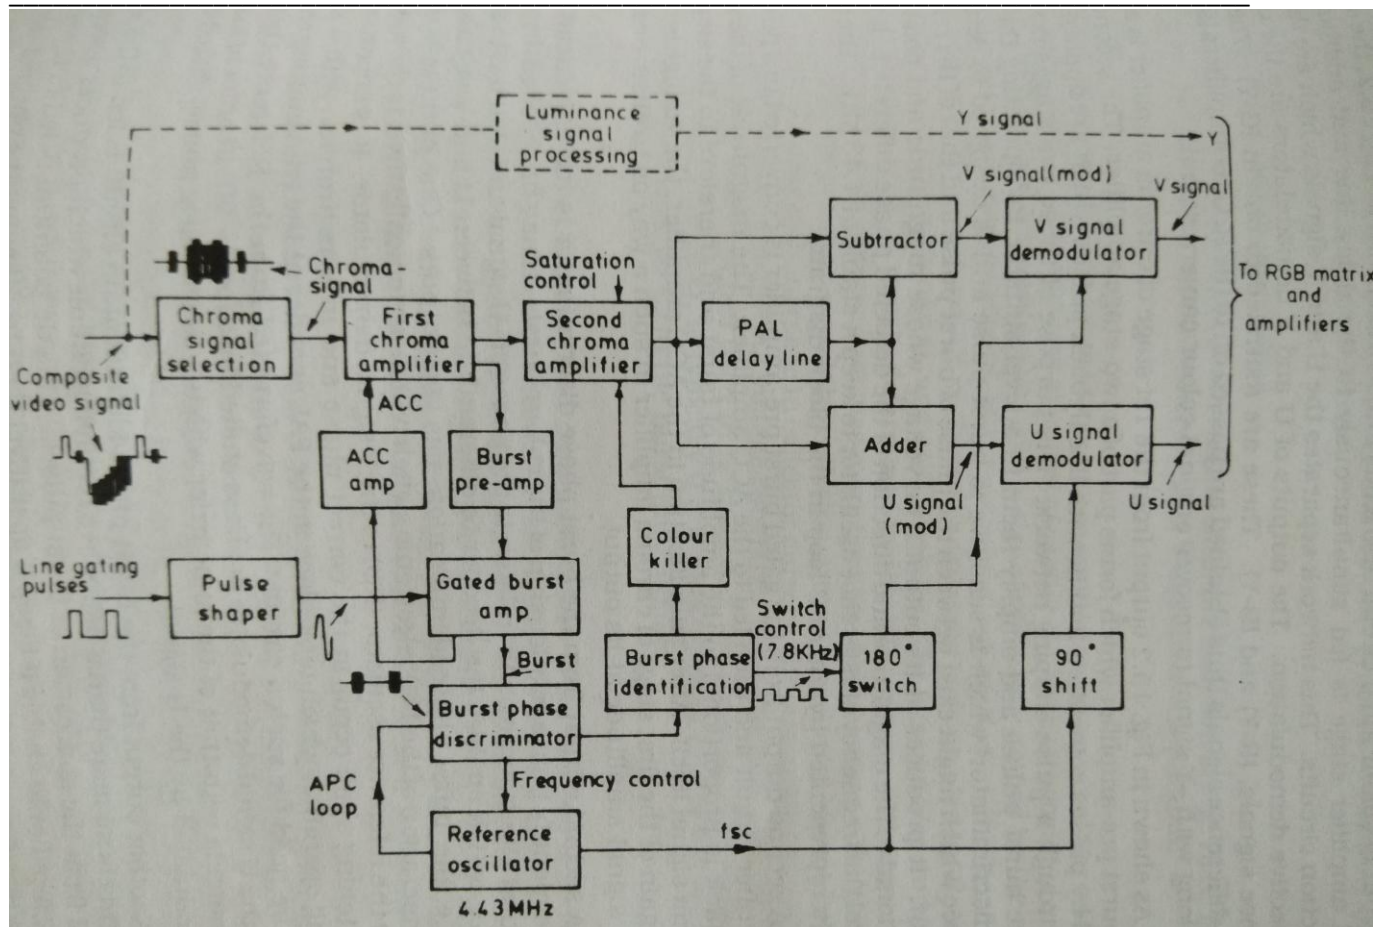 Luminance
signal
processing
Y signal
Y
V signal(mod)
V signal
Subtractor
V signal
demodulator
Chroma-
signal
Saturation
control
To RGB matrix
and
amplifiers
Chroma
signal
selection
First
chroma
amplifier
Second
chroma
amplifier
PAL
delay line
Composite
video signal
ACC
ACC
amp
Burst
pre-amp
Adder
U signal
demodulator
U signal
(mod)
U signal
Colour
killer
Line gating
pulses
Pulse
shaper
Gated burst
amp
Switch
control
(7.8KHz)
Burst
Burst phase
identification
180°
switch
90°
shift
Burst phase
discriminator
APC
loop
Frequency control
Reference
oscillator
fsc
4.43MHz